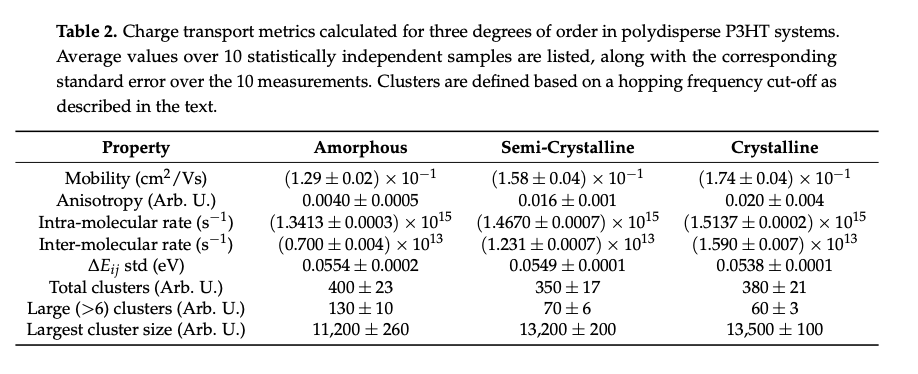 Table 2. Charge transport metrics calculated for three degrees of order in polydisperse P3HT systems.
Average values over 10 statistically independent samples are listed, along with the corresponding
standard error over the 10 measurements. Clusters are defined based on a hopping frequency cut-off as
described in the text.
Property Amorphous Semi-Crystalline Crystalline
Mobility (cm²/Vs) (1.29 ± 0.02) × 10⁻¹ (1.58 ± 0.04) × 10⁻¹ (1.74 ± 0.04) × 10⁻¹
Anisotropy (Arb. U.) 0.0040 ± 0.0005 0.016 ± 0.001 0.020 ± 0.004
Intra-molecular rate (s⁻¹) (1.3413 ± 0.0003) × 10¹⁵ (1.4670 ± 0.0007) × 10¹⁵ (1.5137 ± 0.0002) × 10¹⁵
Inter-molecular rate (s⁻¹) (0.700 ± 0.004) × 10¹³ (1.231 ± 0.0007) × 10¹³ (1.590 ± 0.007) × 10¹³
ΔEᵢⱼ std (eV) 0.0554 ± 0.0002 0.0549 ± 0.0001 0.0538 ± 0.0001
Total clusters (Arb. U.) 400 ± 23 350 ± 17 380 ± 21
Large (>6) clusters (Arb. U.) 130 ± 10 70 ± 6 60 ± 3
Largest cluster size (Arb. U.) 11,200 ± 260 13,200 ± 200 13,500 ± 100